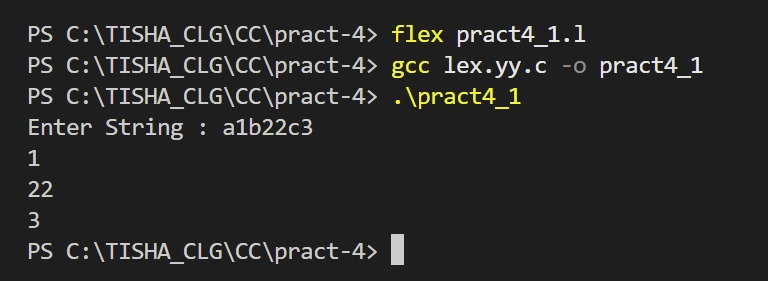 PS C:\TISHA_CLG\CC\pract-4> flex pract4_1.l
PS C:\TISHA_CLG\CC\pract-4> gcc lex.yy.c -o pract4_1
PS C:\TISHA_CLG\CC\pract-4> .\pract4_1
Enter String : a1b22c3
1
22
3
PS C:\TISHA_CLG\CC\pract-4>